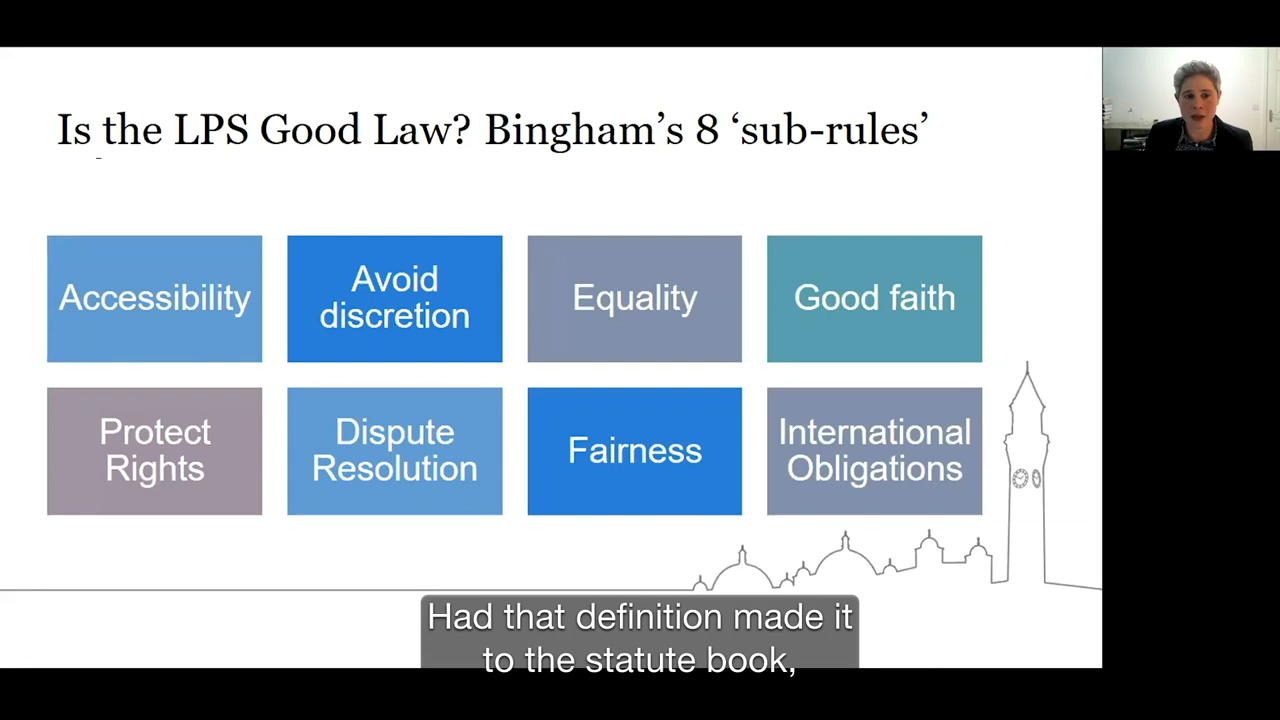 Is the LPS Good Law? Bingham’s 8 ‘sub-rules’
Accessibility
Avoid
discretion
Equality
Good faith
Protect
Rights
Dispute
Resolution
Fairness
International
Obligations
Had that definition made it
to the statute book,